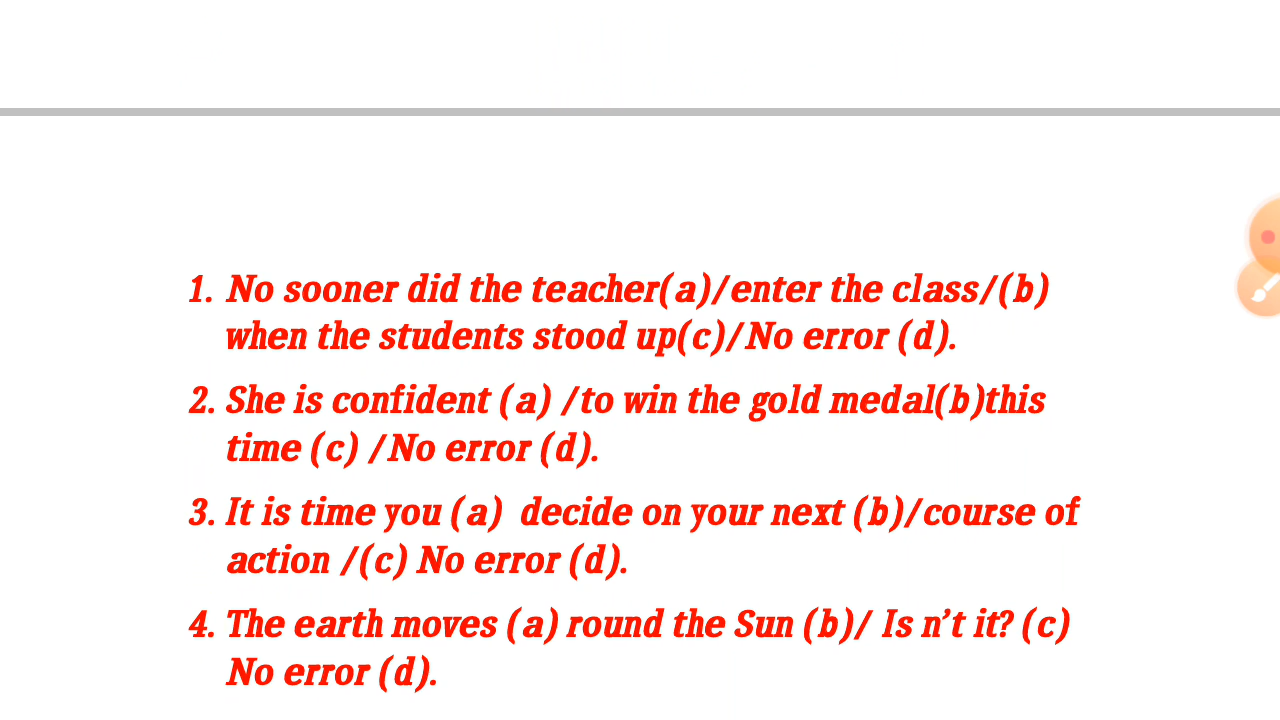 1. No sooner did the teacher(a)/enter the class/(b)
when the students stood up(c)/No error (d).
2. She is confident (a) /to win the gold medal(b)this
time (c) /No error (d).
3. It is time you (a) decide on your next (b)/course of
action /(c) No error (d).
4. The earth moves (a) round the Sun (b)/ Is n’t it? (c)
No error (d).